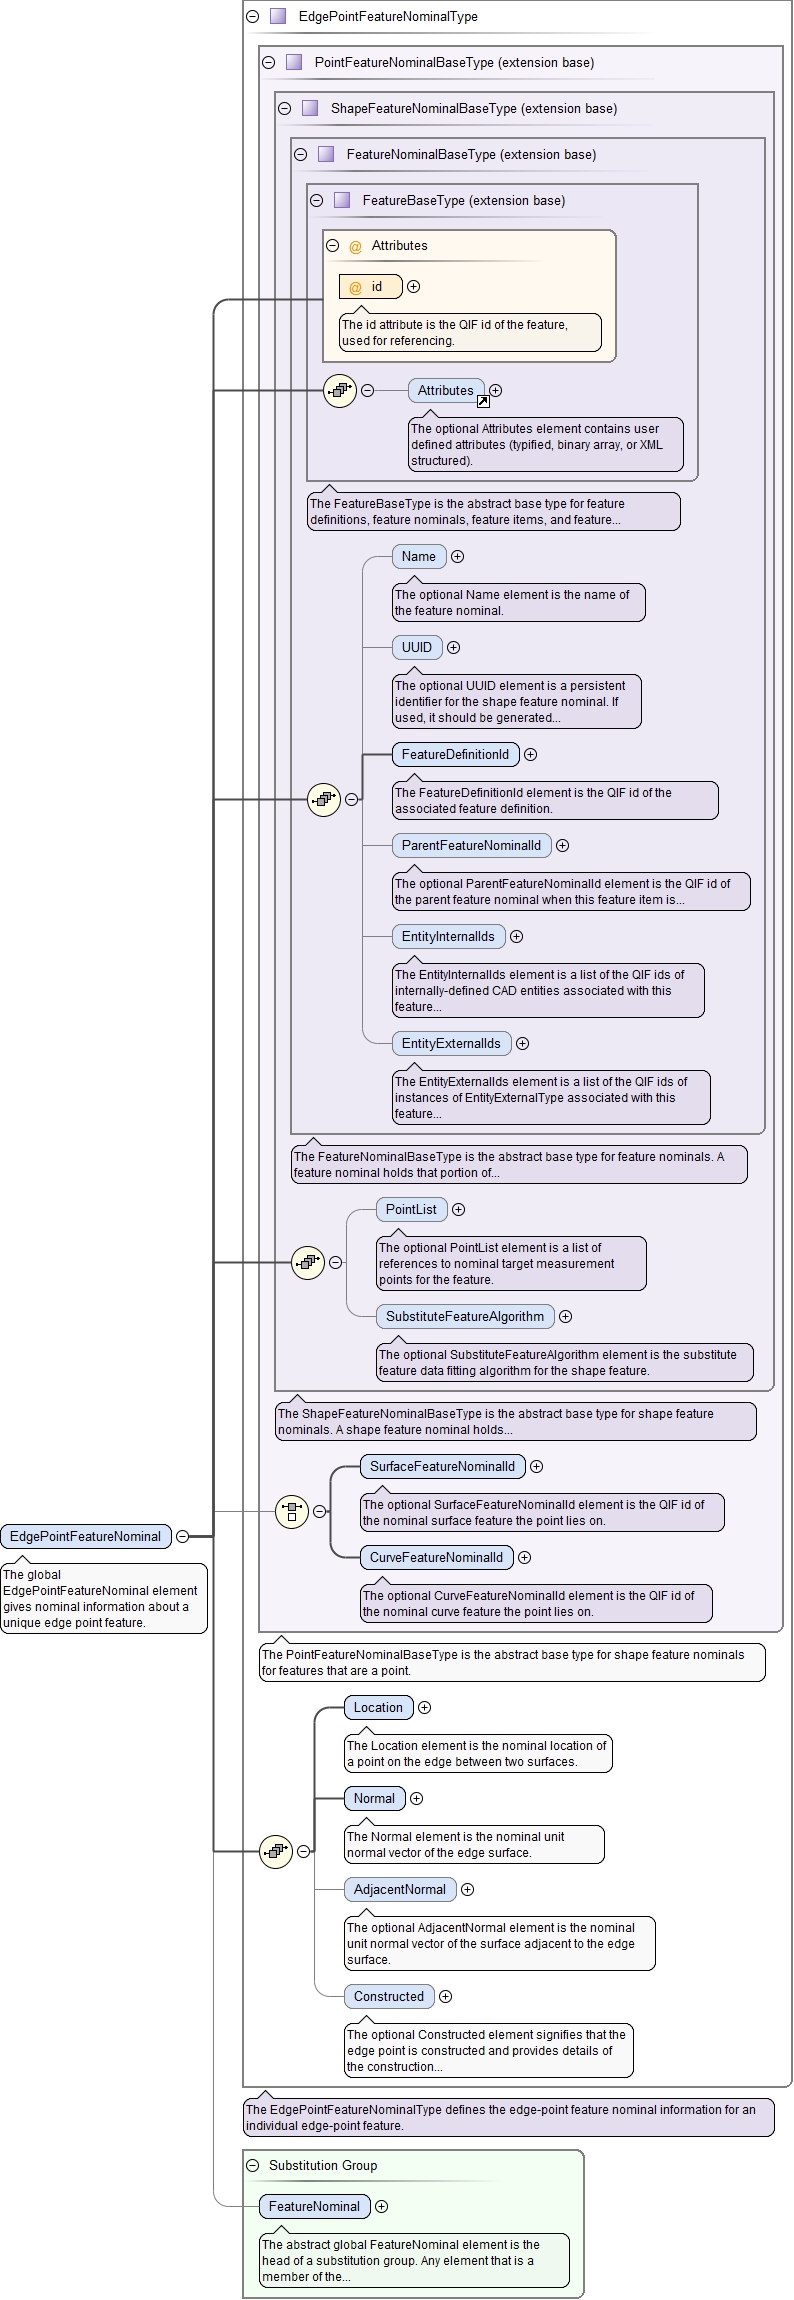 EdgePointFeatureNominalType
PointFeatureNominalBaseType (extension base)
ShapeFeatureNominalBaseType (extension base)
FeatureNominalBaseType (extension base)
FeatureBaseType (extension base)
@ Attributes
@ id
The id attribute is the QIF id of the feature,
used for referencing.
Attributes
The optional Attributes element contains user
defined attributes (typified, binary array, or XML
structured).
The FeatureBaseType is the abstract base type for feature
definitions, feature nominals, feature items, and feature...
Name
The optional Name element is the name of
the feature nominal.
UUID
The optional UUID element is a persistent
identifier for the shape feature nominal. If
used, it should be generated...
FeatureDefinitionId
The FeatureDefinitionId element is the QIF id of the
associated feature definition.
ParentFeatureNominalId
The optional ParentFeatureNominalId element is the QIF id of
the parent feature nominal when this feature item is...
EntityInternalIds
The EntityInternalIds element is a list of the QIF ids of
internally-defined CAD entities associated with this
feature...
EntityExternalIds
The EntityExternalIds element is a list of the QIF ids of
instances of EntityExternalType associated with this
feature...
The FeatureNominalBaseType is the abstract base type for feature nominals. A
feature nominal holds that portion of...
PointList
The optional PointList element is a list of
references to nominal target measurement
points for the feature.
SubstituteFeatureAlgorithm
The optional SubstituteFeatureAlgorithm element is the substitute
feature data fitting algorithm for the shape feature.
The ShapeFeatureNominalBaseType is the abstract base type for shape feature
nominals. A shape feature nominal holds...
SurfaceFeatureNominalId
The optional SurfaceFeatureNominalId element is the QIF id of
the nominal surface feature the point lies on.
CurveFeatureNominalId
The optional CurveFeatureNominalId element is the QIF id of
the nominal curve feature the point lies on.
EdgePointFeatureNominal
The global
EdgePointFeatureNominal element
gives nominal information about a
unique edge point feature.
The PointFeatureNominalBaseType is the abstract base type for shape feature nominals
for features that are a point.
Location
The Location element is the nominal location of
a point on the edge between two surfaces.
Normal
The Normal element is the nominal unit
normal vector of the edge surface.
AdjacentNormal
The optional AdjacentNormal element is the nominal
unit normal vector of the surface adjacent to the edge
surface.
Constructed
The optional Constructed element signifies that the
edge point is constructed and provides details of
the construction...
The EdgePointFeatureNominalType defines the edge-point feature nominal information for an
individual edge-point feature.
Substitution Group
FeatureNominal
The abstract global FeatureNominal element is the
head of a substitution group. Any element that is a
member of the...